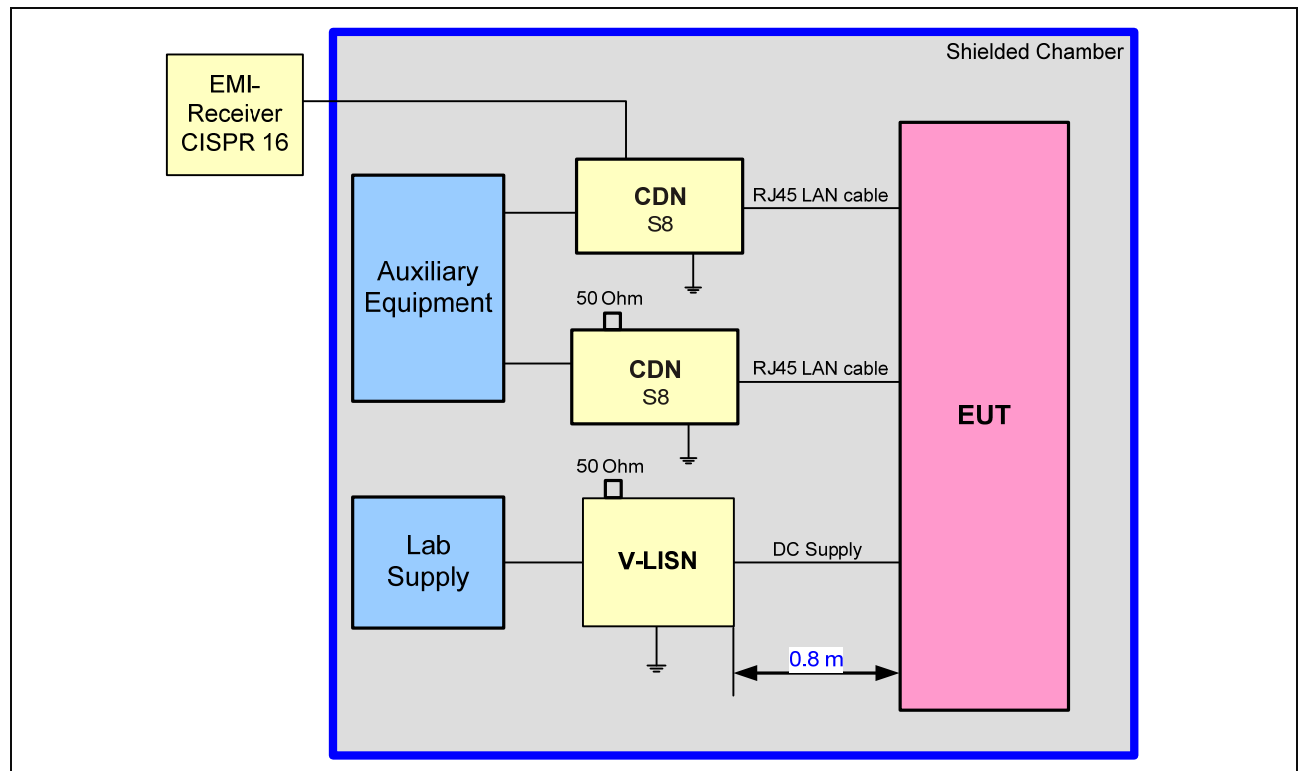 Shielded Chamber
EMI-
Receiver
CISPR 16
CDN
S8
RJ45 LAN cable
Auxiliary
Equipment
50 Ohm
CDN
S8
RJ45 LAN cable
EUT
50 Ohm
Lab
Supply
V-LISN
DC Supply
0.8 m